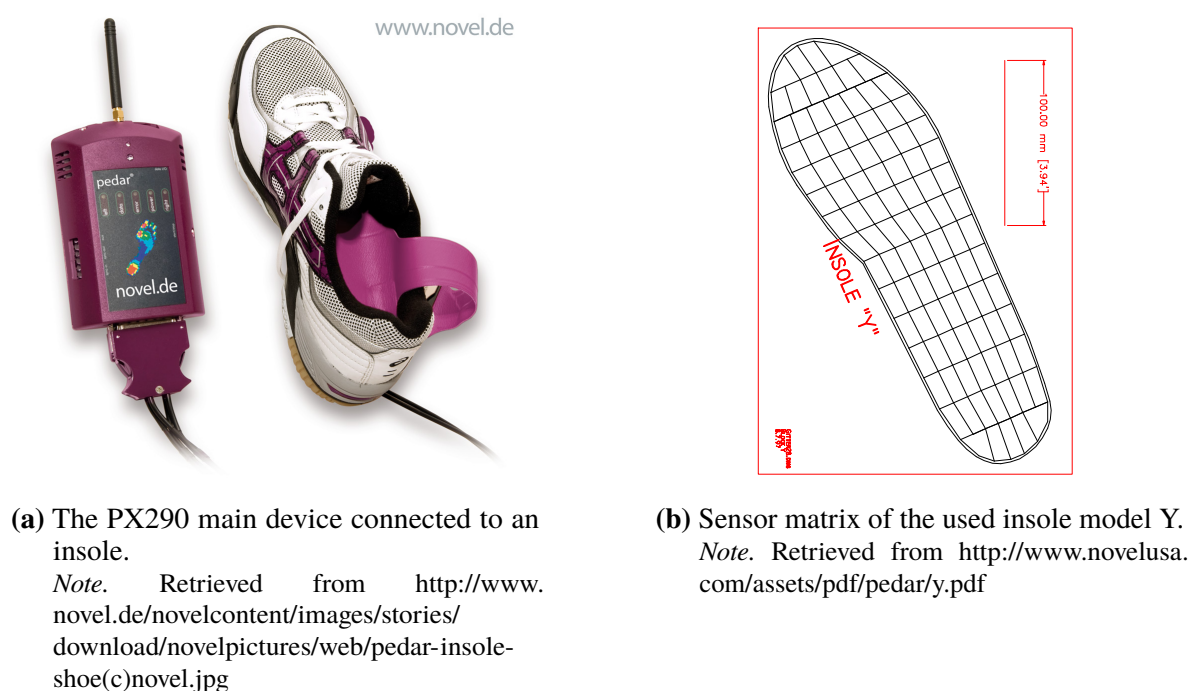 www.novel.de
pedar®
novel.de
100.00 mm [3.94"]
INSOLE "Y"
(a) The PX290 main device connected to an
insole.
Note. Retrieved from http://www.
novel.de/novelcontent/images/stories/
download/novelpictures/web/pedar-insole-
shoe(c)novel.jpg
(b) Sensor matrix of the used insole model Y.
Note. Retrieved from http://www.novelusa.
com/assets/pdf/pedar/y.pdf